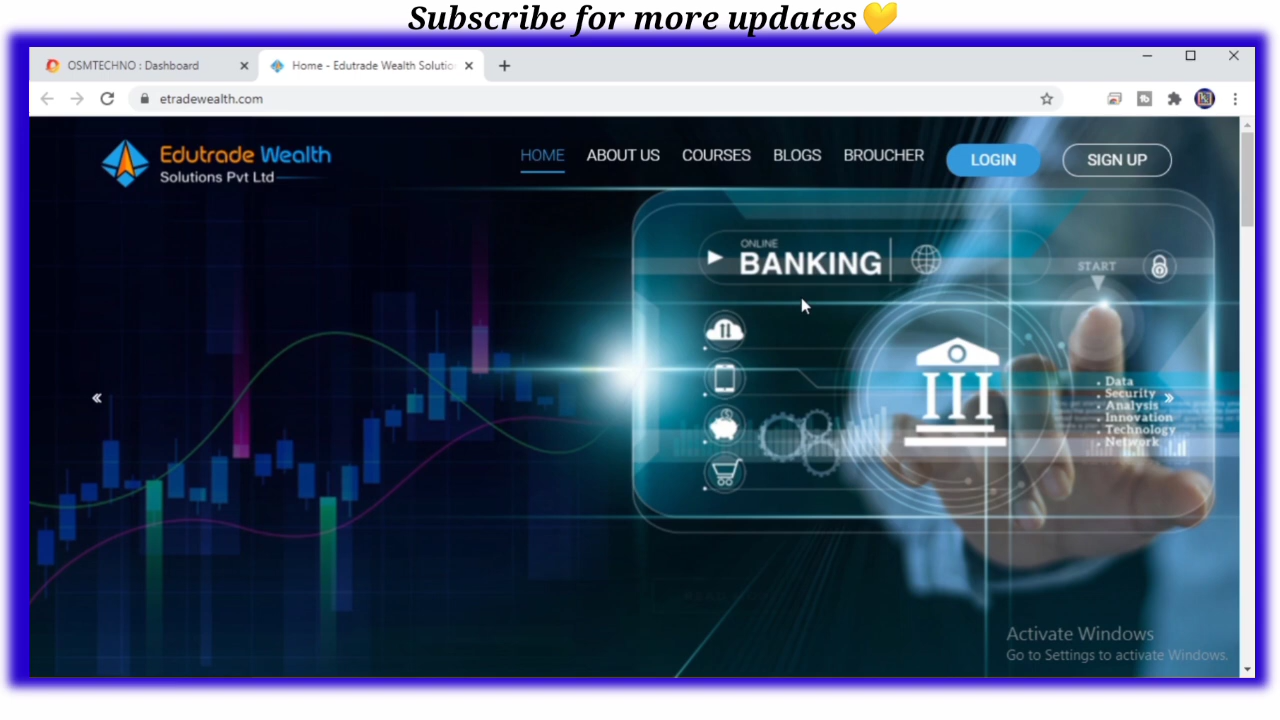 Subscribe for more updates💛
OSMTECHNO : Dashboard
Home - Edutrade Wealth Solutio
etradewealth.com
Edutrade Wealth
Solutions Pvt Ltd
HOME
ABOUT US
COURSES
BLOGS
BROUCHER
LOGIN
SIGN UP
ONLINE
BANKING
START
Data
Security
Analysis
Innovation
Technology
Network
Activate Windows
Go to Settings to activate Windows.